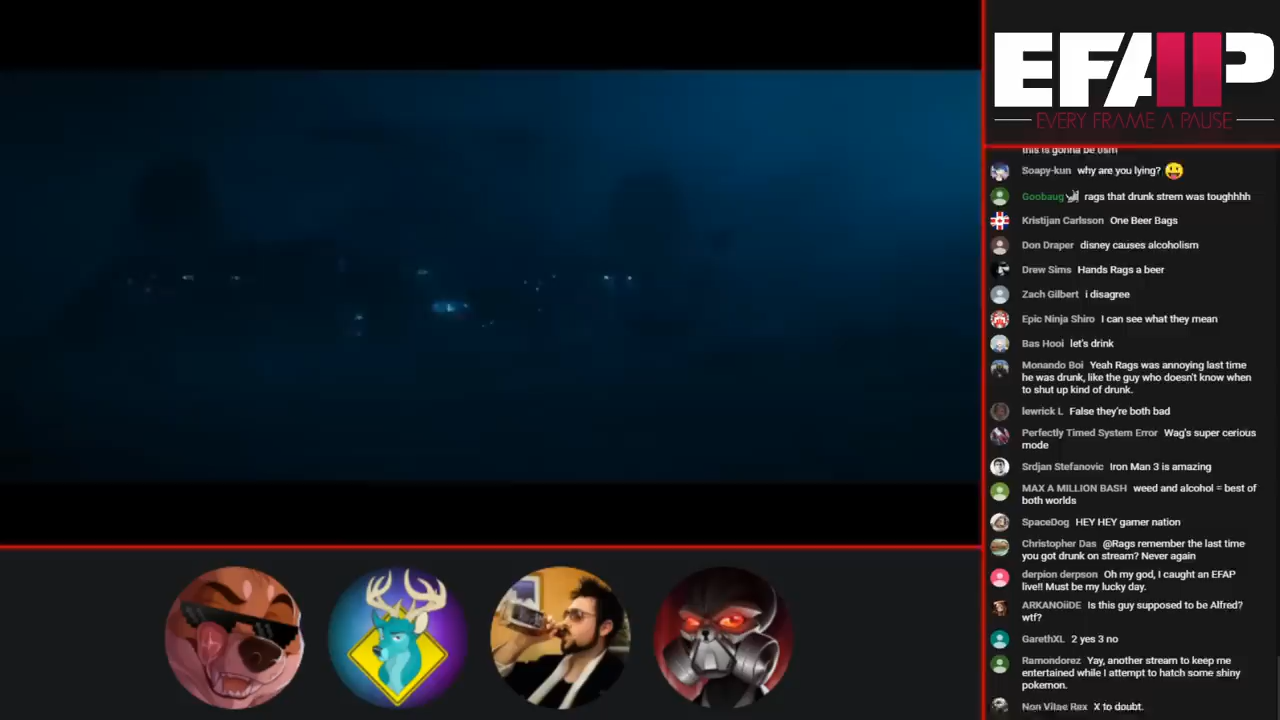 EFAP
EVERY FRAME A PAUSE
this is gonna be osm
Soapy-kun why are you lying?
Goobaug rags that drunk strem was toughhhh
Kristijan Carlsson One Beer Bags
Don Draper disney causes alcoholism
Drew Sims Hands Rags a beer
Zach Gilbert i disagree
Epic Ninja Shiro I can see what they mean
Bas Hooi let's drink
Monando Boi Yeah Rags was annoying last time
he was drunk, like the guy who doesn't know when
to shut up kind of drunk.
lewrick L False they're both bad
Perfectly Timed System Error Wag's super cerious
mode
Srdjan Stefanovic Iron Man 3 is amazing
MAX A MILLION BASH weed and alcohol = best of
both worlds
SpaceDog HEY HEY gamer nation
Christopher Das @Rags remember the last time
you got drunk on stream? Never again
derpion derpson Oh my god, I caught an EFAP
live!! Must be my lucky day.
ARKANOiiDE Is this guy supposed to be Alfred?
wtf?
GarethXL 2 yes 3 no
Ramondorez Yay, another stream to keep me
entertained while I attempt to hatch some shiny
pokemon.
Non Vilae Rex X to doubt.